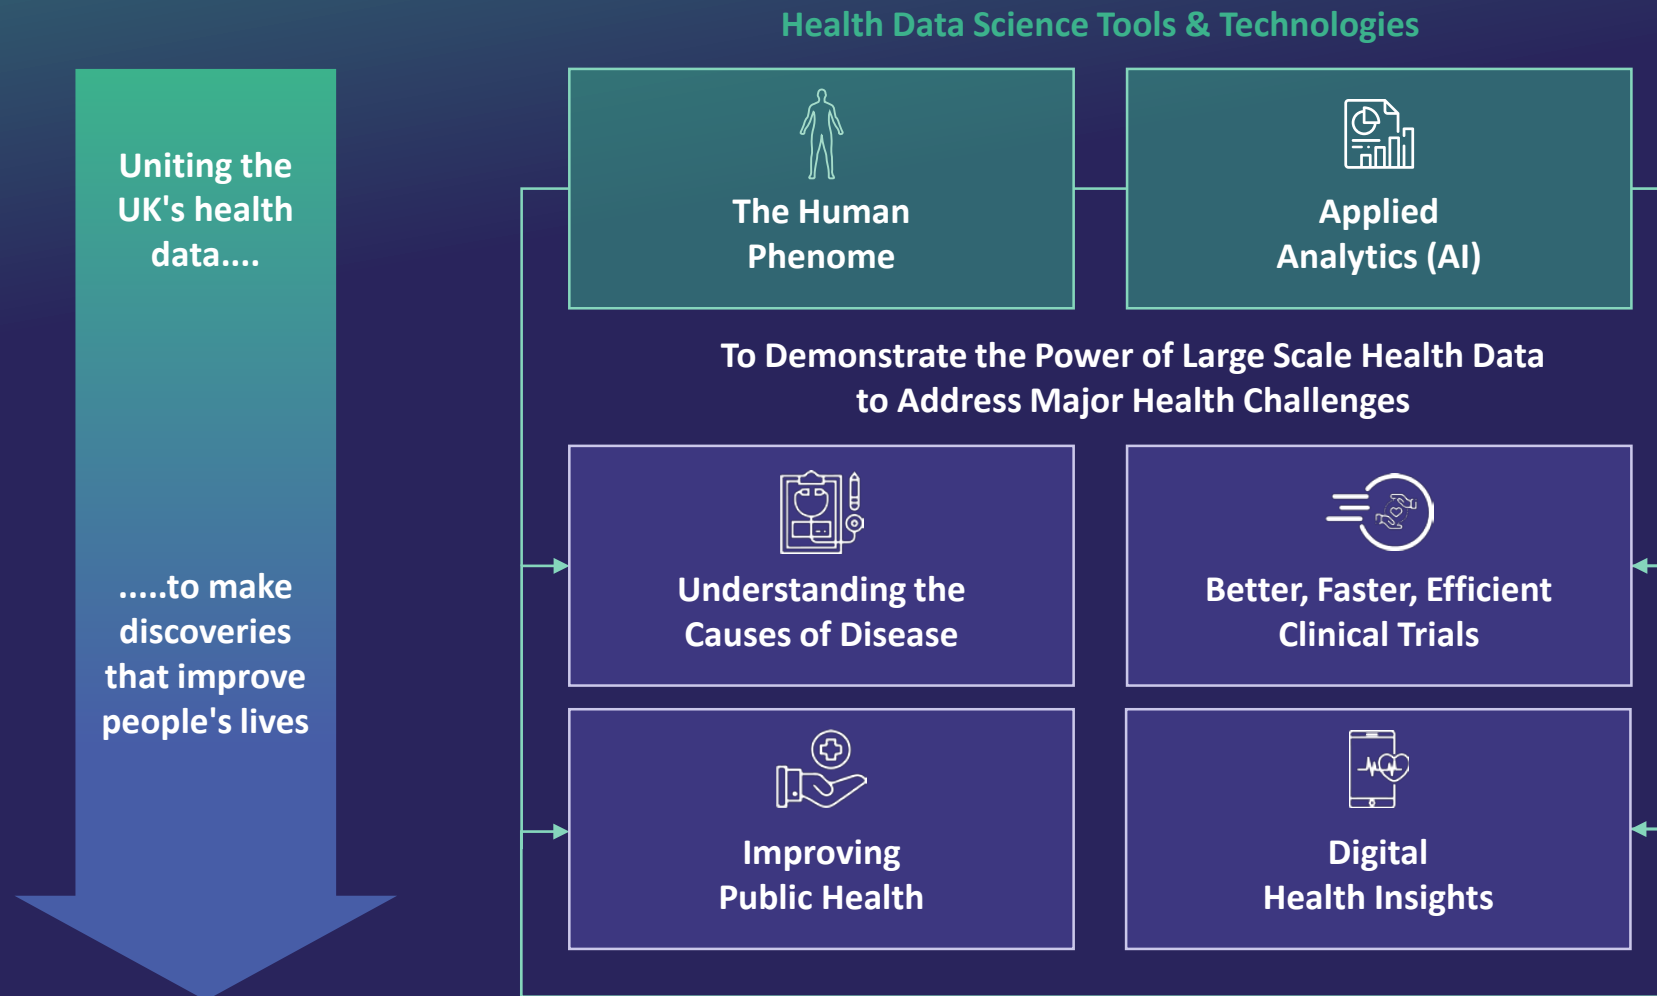 Health Data Science Tools & Technologies
Uniting the
UK's health
data....
.....to make
discoveries
that improve
people's lives
The Human
Phenome
Applied
Analytics (AI)
To Demonstrate the Power of Large Scale Health Data
to Address Major Health Challenges
Understanding the
Causes of Disease
Better, Faster, Efficient
Clinical Trials
Improving
Public Health
Digital
Health Insights